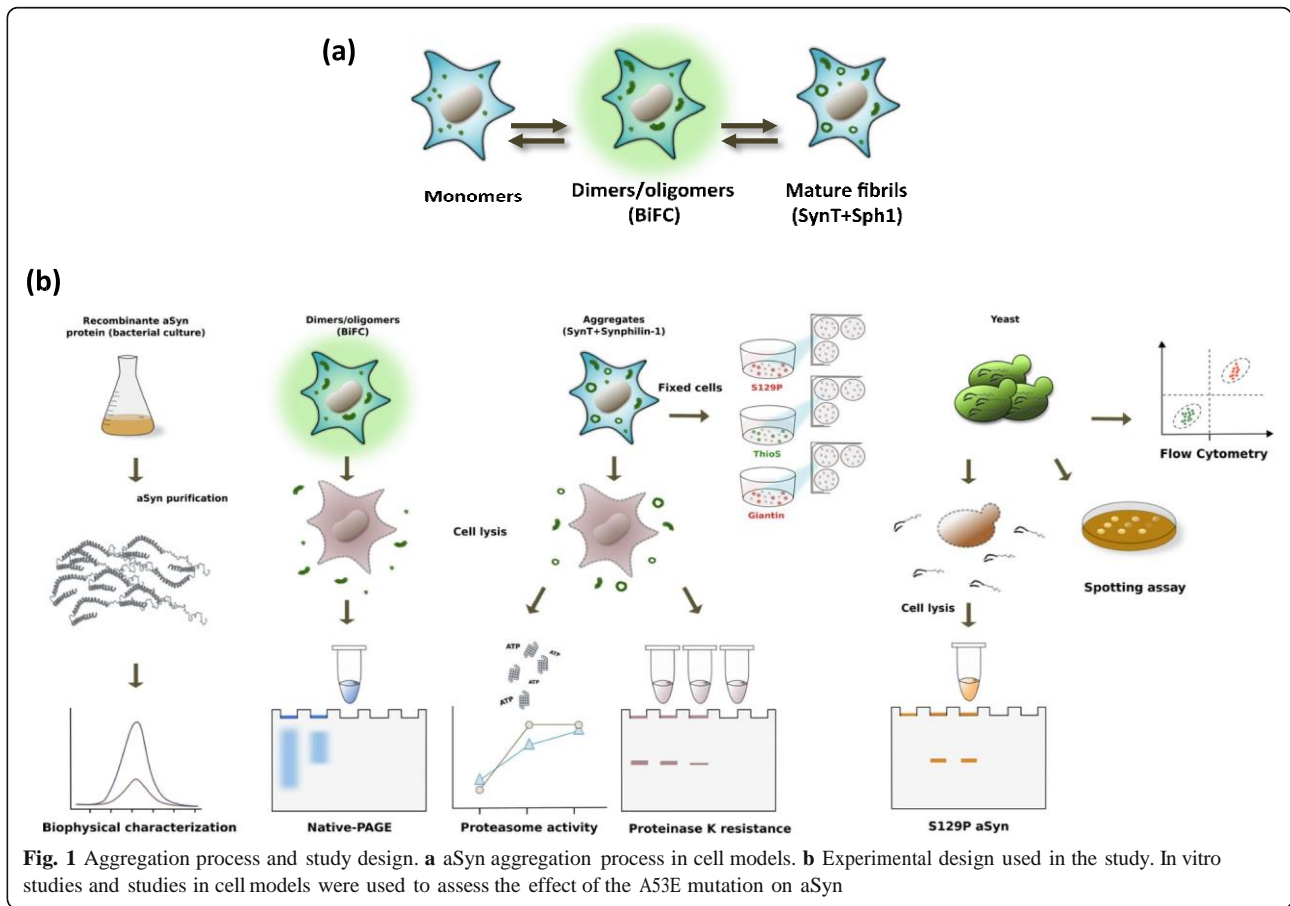 (a)
Monomers
Dimers/oligomers
(BiFC)
Mature fibrils
(SynT+Sph1)
(b)
Recombinante aSyn
protein (bacterial culture)
aSyn purification
Biophysical characterization
Dimers/oligomers
(BiFC)
Cell lysis
Native-PAGE
Aggregates
(SynT+Synphilin-1)
Fixed cells
S129P
ThioS
Giantin
ATP
ATP
ATP
ATP
Proteasome activity
Proteinase K resistance
Yeast
Flow Cytometry
Cell lysis
Spotting assay
S129P aSyn
Fig. 1 Aggregation process and study design. a aSyn aggregation process in cell models. b Experimental design used in the study. In vitro
studies and studies in cell models were used to assess the effect of the A53E mutation on aSyn